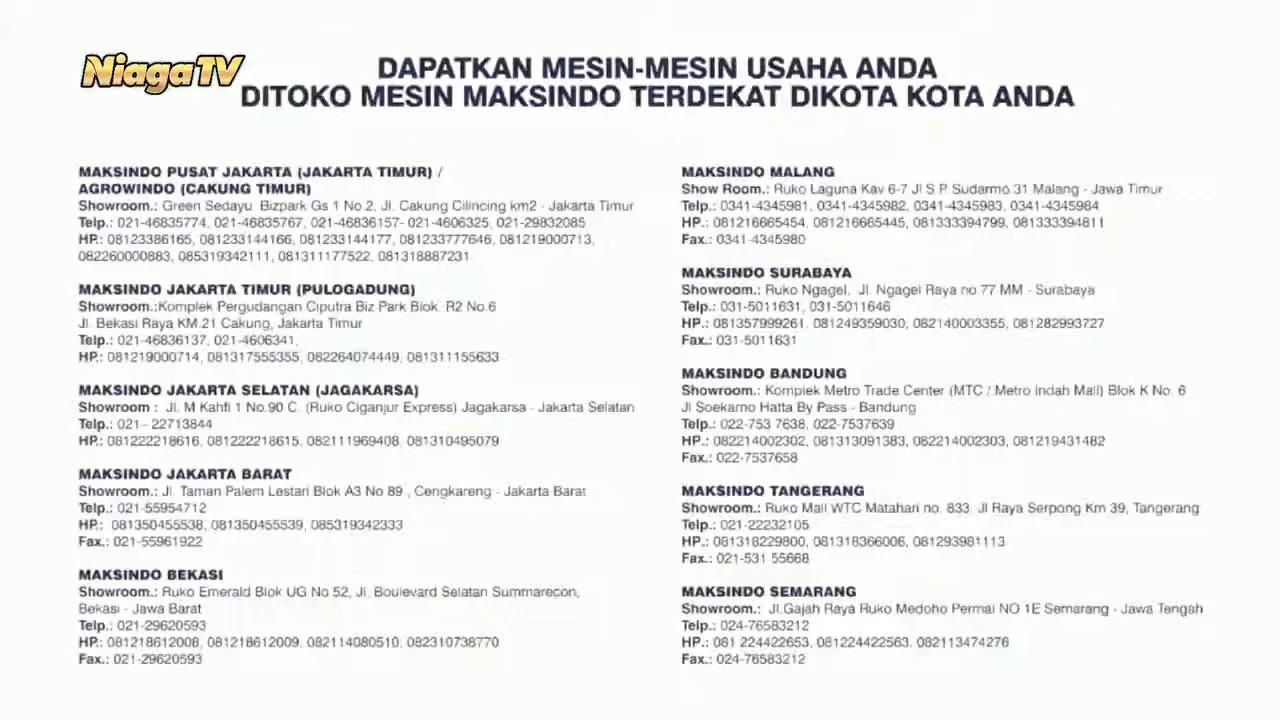 NiagaTV
DAPATKAN MESIN-MESIN USAHA ANDA
DITOKO MESIN MAKSINDO TERDEKAT DIKOTA KOTA ANDA
MAKSINDO PUSAT JAKARTA (JAKARTA TIMUR) /
AGROWINDO (CAKUNG TIMUR)
Showroom.: Green Sedayu Bizpark Gs 1 No.2, Jl. Cakung Cilincing km2 - Jakarta Timur
Telp.: 021-46835774, 021-46835767, 021-46836157- 021-4606325, 021-29832085
HP.: 08123386165, 081233144166, 081233144177, 081233777646, 081219000713,
082260000883, 085319342111, 081311177522, 081318887231
MAKSINDO JAKARTA TIMUR (PULOGADUNG)
Showroom.:Komplek Pergudangan Ciputra Biz Park Blok R2 No.6
Jl. Bekasi Raya KM.21 Cakung, Jakarta Timur
Telp.: 021-46836137, 021-4606341,
HP.: 081219000714, 081317555355, 082264074449, 081311155633
MAKSINDO JAKARTA SELATAN (JAGAKARSA)
Showroom : Jl. M Kahfi 1 No.90 C. (Ruko Ciganjur Express) Jagakarsa - Jakarta Selatan
Telp.: 021– 22713844
HP.: 081222218616, 081222218615, 082111969408, 081310495079
MAKSINDO JAKARTA BARAT
Showroom.: Jl. Taman Palem Lestari Blok A3 No 89 , Cengkareng - Jakarta Barat
Telp.: 021-55954712
HP.: 081350455538, 081350455539, 085319342333
Fax.: 021-55961922
MAKSINDO BEKASI
Showroom.: Ruko Emerald Blok UG No 52, Jl. Boulevard Selatan Summarecon,
Bekasi - Jawa Barat
Telp.: 021-29620593
HP.: 081218612008, 081218612009, 082114080510, 082310738770
Fax.: 021-29620593
MAKSINDO MALANG
Show Room.: Ruko Laguna Kav 6-7 Jl S P Sudarmo 31 Malang - Jawa Timur
Telp.: 0341-4345981, 0341-4345982, 0341-4345983, 0341-4345984
HP.: 081216665454, 081216665445, 081333394799, 081333394811
Fax.: 0341-4345980
MAKSINDO SURABAYA
Showroom.: Ruko Ngagel, Jl. Ngagel Raya no.77 MM - Surabaya
Telp.: 031-5011631, 031-5011646
HP.: 081357999261, 081249359030, 082140003355, 081282993727
Fax.: 031-5011631
MAKSINDO BANDUNG
Showroom.: Komplek Metro Trade Center (MTC / Metro Indah Mall) Blok K No. 6
Jl Soekarno Hatta By Pass - Bandung
Telp.: 022-753 7638, 022-7537639
HP.: 082214002302, 081313091383, 082214002303, 081219431482
Fax.: 022-7537658
MAKSINDO TANGERANG
Showroom.: Ruko Mall WTC Matahari no. 833, Jl Raya Serpong Km 39, Tangerang
Telp.: 021-22232105
HP.: 081318229800, 081318366006, 081293981113
Fax.: 021-531 55668
MAKSINDO SEMARANG
Showroom.: Jl.Gajah Raya Ruko Medoho Permai NO 1E Semarang - Jawa Tengah
Telp.: 024-76583212
HP.: 081 224422653, 081224422563, 082113474276
Fax.: 024-76583212